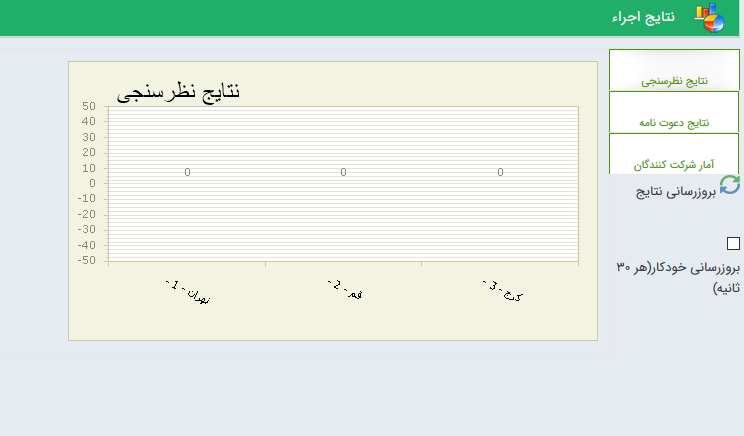 نتایج اجراء
نتایج نظرسنجی
نتایج دعوت نامه
آمار شرکت کنندگان
بروزرسانی نتایج
بروزرسانی خودکار(هر ۳۰
ثانیه)
نتایج نظرسنجی
50
40
30
20
10
0
-10
-20
-30
-40
-50
0
0
0
1 - تهران
2 - قم
3 - کرج